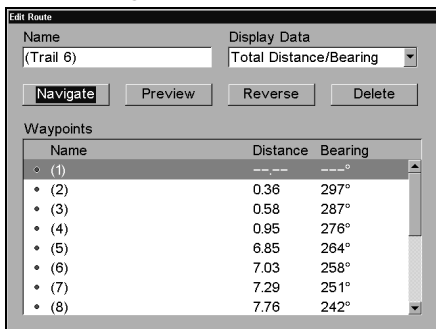 Edit Route
Name Display Data
(Trail 6) Total Distance/Bearing
Navigate Preview Reverse Delete
Waypoints
Name Distance Bearing
(1) --.-- ---°
(2) 0.36 297°
(3) 0.58 287°
(4) 0.95 276°
(5) 6.85 264°
(6) 7.03 258°
(7) 7.29 251°
(8) 7.76 242°